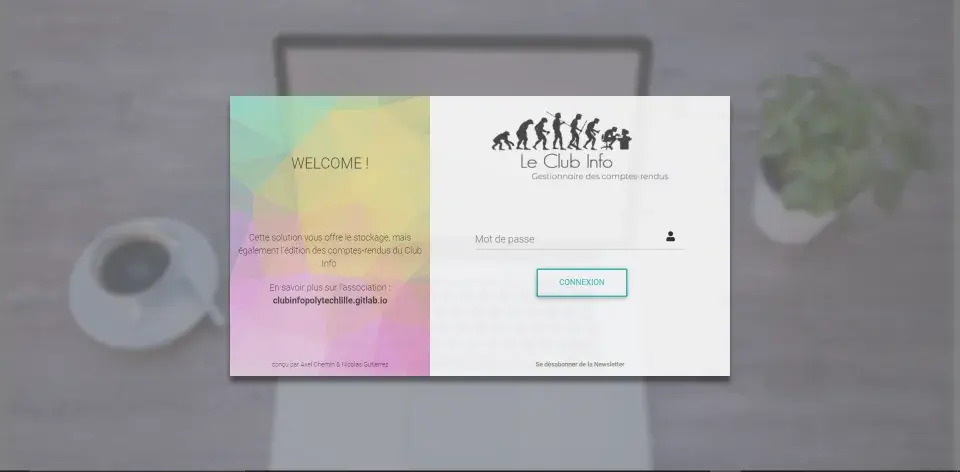 WELCOME !
Cette solution vous offre le stockage, mais
également l'édition des comptes-rendus du Club
Info
En savoir plus sur l'association :
clubinfopolytechlille.gitlab.io
conçu par Axel Chemin & Nicolas Gutierrez
Le Club Info
Gestionnaire des comptes-rendus
Mot de passe
CONNEXION
Se désabonner de la Newsletter